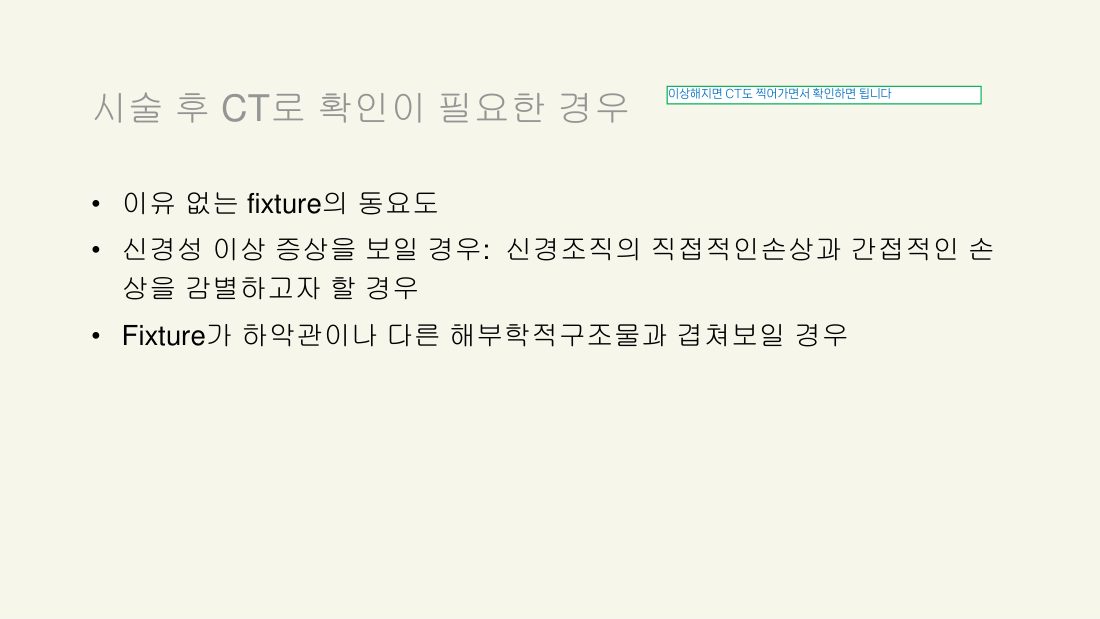 시술 후 CT로 확인이 필요한 경우
이상해지면 CT도 찍어가면서 확인하면 됩니다
• 이유 없는 fixture의 동요도
• 신경성 이상 증상을 보일 경우: 신경조직의 직접적인손상과 간접적인 손
상을 감별하고자 할 경우
• Fixture가 하악관이나 다른 해부학적구조물과 겹쳐보일 경우